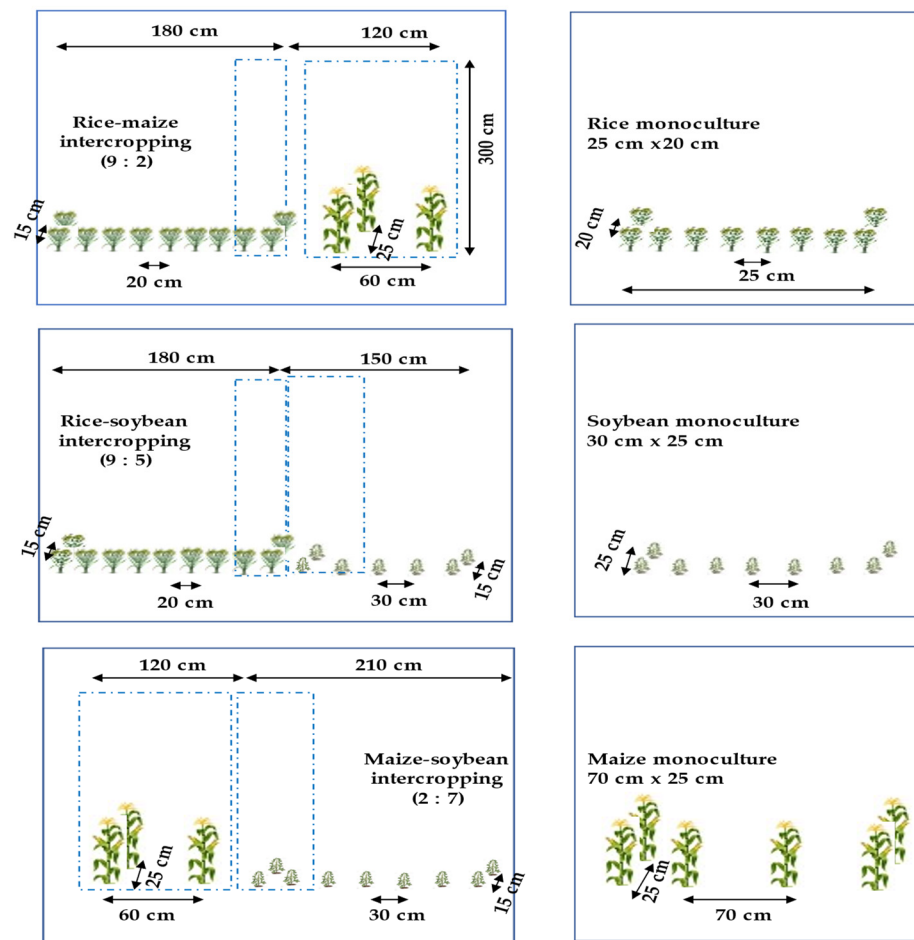 180 cm
120 cm
Rice-maize
intercropping
(9 : 2)
300 cm
15 cm
25 cm
20 cm
60 cm
Rice monoculture
25 cm x20 cm
20 cm
25 cm
180 cm
150 cm
Rice-soybean
intercropping
(9 : 5)
15 cm
15 cm
20 cm
30 cm
Soybean monoculture
30 cm x 25 cm
25 cm
30 cm
120 cm
210 cm
Maize-soybean
intercropping
(2 : 7)
25 cm
15 cm
60 cm
30 cm
Maize monoculture
70 cm x 25 cm
25 cm
70 cm